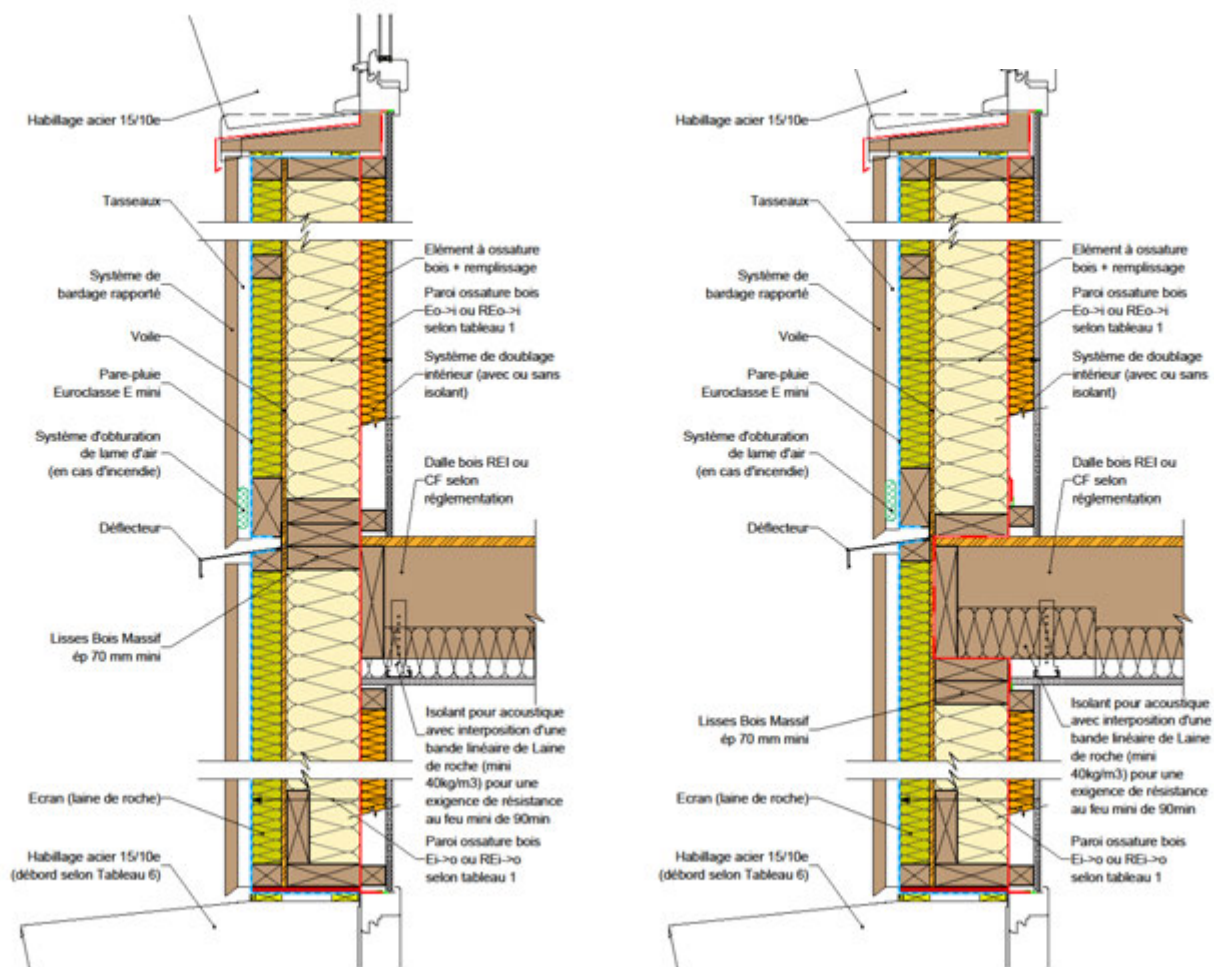 Habillage acier 15/10e
Tasseaux
Système de
bardage rapporté
Voile
Pare-pluie
Euroclasse E mini
Système d'obturation
de lame d'air
(en cas d'incendie)
Déflecteur
Lisses Bois Massif
ép 70 mm mini
Ecran (laine de roche)
Habillage acier 15/10e
(débord selon Tableau 6)
Elément à ossature
bois + remplissage
Paroi ossature bois
Eo->i ou REo->i
selon tableau 1
Système de doublage
intérieur (avec ou sans
isolant)
Dalle bois REI ou
CF selon
réglementation
Isolant pour acoustique
avec interposition d'une
bande linéaire de Laine
de roche (mini
40kg/m3) pour une
exigence de résistance
au feu mini de 90min
Paroi ossature bois
Ei->o ou REi->o
selon tableau 1
Habillage acier 15/10e
Tasseaux
Système de
bardage rapporté
Voile
Pare-pluie
Euroclasse E mini
Système d'obturation
de lame d'air
(en cas d'incendie)
Déflecteur
Lisses Bois Massif
ép 70 mm mini
Ecran (laine de roche)
Habillage acier 15/10e
(débord selon Tableau 6)
Elément à ossature
bois + remplissage
Paroi ossature bois
Eo->i ou REo->i
selon tableau 1
Système de doublage
intérieur (avec ou sans
isolant)
Dalle bois REI ou
CF selon
réglementation
Isolant pour acoustique
avec interposition d'une
bande linéaire de Laine
de roche (mini
40kg/m3) pour une
exigence de résistance
au feu mini de 90min
Paroi ossature bois
Ei->o ou REi->o
selon tableau 1